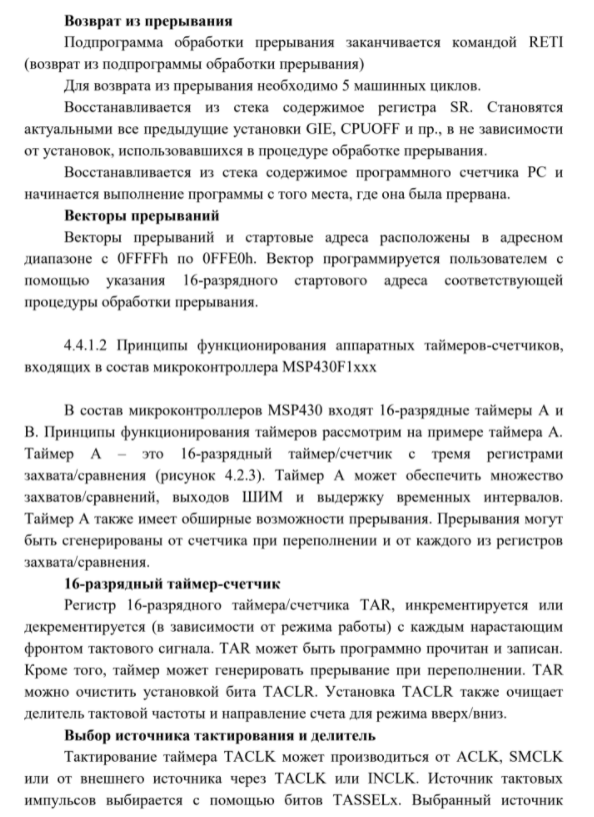 Возврат из прерывания
Подпрограмма обработки прерывания заканчивается командой RETI
(возврат из подпрограммы обработки прерывания)
Для возврата из прерывания необходимо 5 машинных циклов.
Восстанавливается из стека содержимое регистра SR. Становятся
актуальными все предыдущие установки GIE, CPUOFF и пр., в не зависимости
от установок, использовавшихся в процедуре обработке прерывания.
Восстанавливается из стека содержимое программного счетчика PC и
начинается выполнение программы с того места, где она была прервана.
Векторы прерываний
Векторы прерываний и стартовые адреса расположены в адресном
диапазоне с 0FFFFh по 0FFE0h. Вектор программируется пользователем с
помощью указания 16-разрядного стартового адреса соответствующей
процедуры обработки прерывания.
4.4.1.2 Принципы функционирования аппаратных таймеров-счетчиков,
входящих в состав микроконтроллера MSP430F1xxx
В состав микроконтроллеров MSP430 входят 16-разрядные таймеры А и
В. Принципы функционирования таймеров рассмотрим на примере таймера А.
Таймер А – это 16-разрядный таймер/счетчик с тремя регистрами
захвата/сравнения (рисунок 4.2.3). Таймер А может обеспечить множество
захватов/сравнений, выходов ШИМ и выдержку временных интервалов.
Таймер А также имеет обширные возможности прерывания. Прерывания могут
быть сгенерированы от счетчика при переполнении и от каждого из регистров
захвата/сравнения.
16-разрядный таймер-счетчик
Регистр 16-разрядного таймера/счетчика TAR, инкрементируется или
декрементируется (в зависимости от режима работы) с каждым нарастающим
фронтом тактового сигнала. TAR может быть программно прочитан и записан.
Кроме того, таймер может генерировать прерывание при переполнении. TAR
можно очистить установкой бита TACLR. Установка TACLR также очищает
делитель тактовой частоты и направление счета для режима вверх/вниз.
Выбор источника тактирования и делитель
Тактирование таймера TACLK может производиться от ACLK, SMCLK
или от внешнего источника через TACLK или INCLK. Источник тактовых
импульсов выбирается с помощью битов TASSELx. Выбранный источник